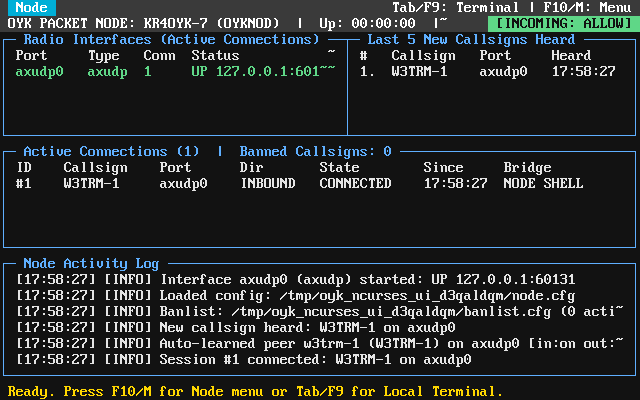 Node Tab/F9: Terminal | F10/M: Menu
OYK PACKET NODE: KR4OYK-7 (OYKNOD) | Up: 00:00:00 |~ [INCOMING: ALLOW]
Radio Interfaces (Active Connections) Last 5 New Callsigns Heard
Port Type Conn Status ~ # Callsign Port Heard
axudp0 axudp 1 UP 127.0.0.1:601~~ 1. W3TRM-1 axudp0 17:58:27
Active Connections (1) | Banned Callsigns: 0
ID Callsign Port Dir State Since Bridge
#1 W3TRM-1 axudp0 INBOUND CONNECTED 17:58:27 NODE SHELL
Node Activity Log
[17:58:27] [INFO] Interface axudp0 (axudp) started: UP 127.0.0.1:60131
[17:58:27] [INFO] Loaded config: /tmp/oyk_ncurses_ui_d3qaldqm/node.cfg
[17:58:27] [INFO] Banlist: /tmp/oyk_ncurses_ui_d3qaldqm/banlist.cfg (0 acti~
[17:58:27] [INFO] New callsign heard: W3TRM-1 on axudp0
[17:58:27] [INFO] Auto-learned peer w3trm-1 (W3TRM-1) on axudp0 [in:on out:~
[17:58:27] [INFO] Session #1 connected: W3TRM-1 on axudp0
Ready. Press F10/M for Node menu or Tab/F9 for Local Terminal.